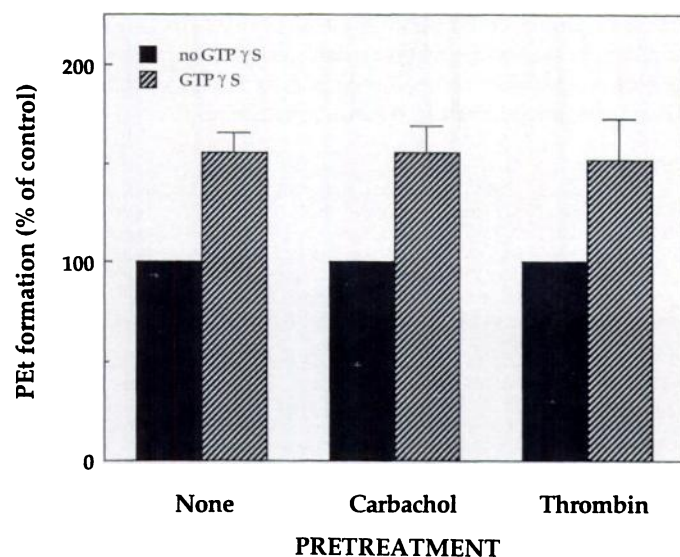 PEt formation (% of control)
200
100
0
no GTP γ S
GTP γ S
None
Carbachol
Thrombin
PRETREATMENT